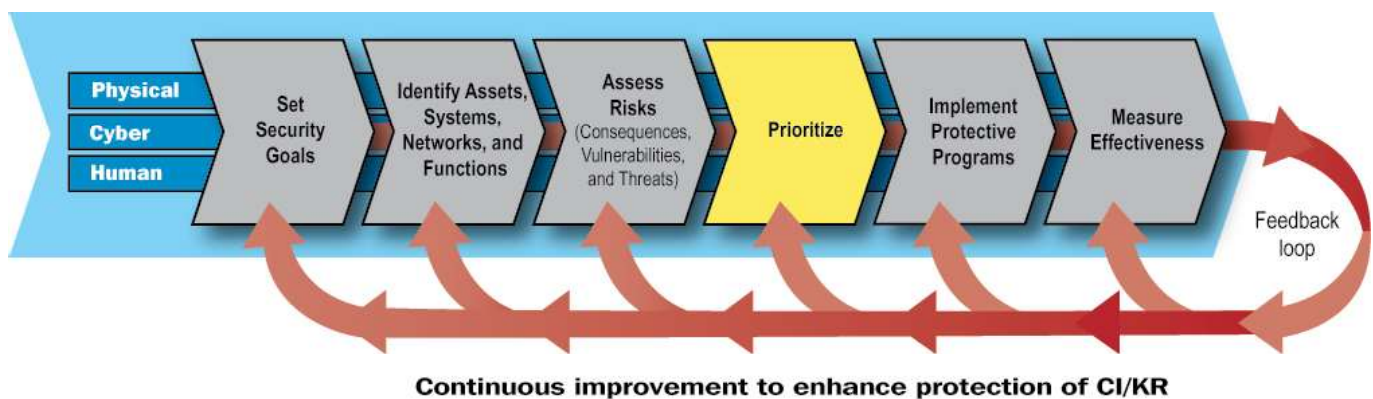 Physical
Cyber
Human
Set
Security
Goals
Identify Assets,
Systems,
Networks, and
Functions
Assess
Risks
(Consequences,
Vulnerabilities,
and Threats)
Prioritize
Implement
Protective
Programs
Measure
Effectiveness
Feedback
loop
Continuous improvement to enhance protection of CI/KR